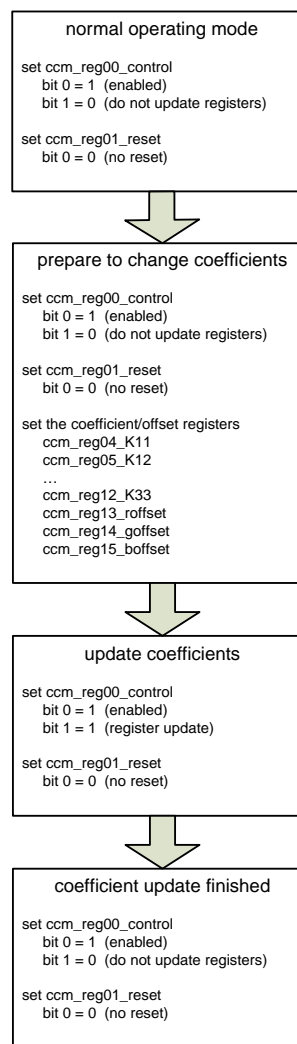 normal operating mode
set ccm_reg00_control
bit 0 = 1 (enabled)
bit 1 = 0 (do not update registers)
set ccm_reg01_reset
bit 0 = 0 (no reset)
prepare to change coefficients
set ccm_reg00_control
bit 0 = 1 (enabled)
bit 1 = 0 (do not update registers)
set ccm_reg01_reset
bit 0 = 0 (no reset)
set the coefficient/offset registers
ccm_reg04_K11
ccm_reg05_K12
…
ccm_reg12_K33
ccm_reg13_roffset
ccm_reg14_goffset
ccm_reg15_boffset
update coefficients
set ccm_reg00_control
bit 0 = 1 (enabled)
bit 1 = 1 (register update)
set ccm_reg01_reset
bit 0 = 0 (no reset)
coefficient update finished
set ccm_reg00_control
bit 0 = 1 (enabled)
bit 1 = 0 (do not update registers)
set ccm_reg01_reset
bit 0 = 0 (no reset)